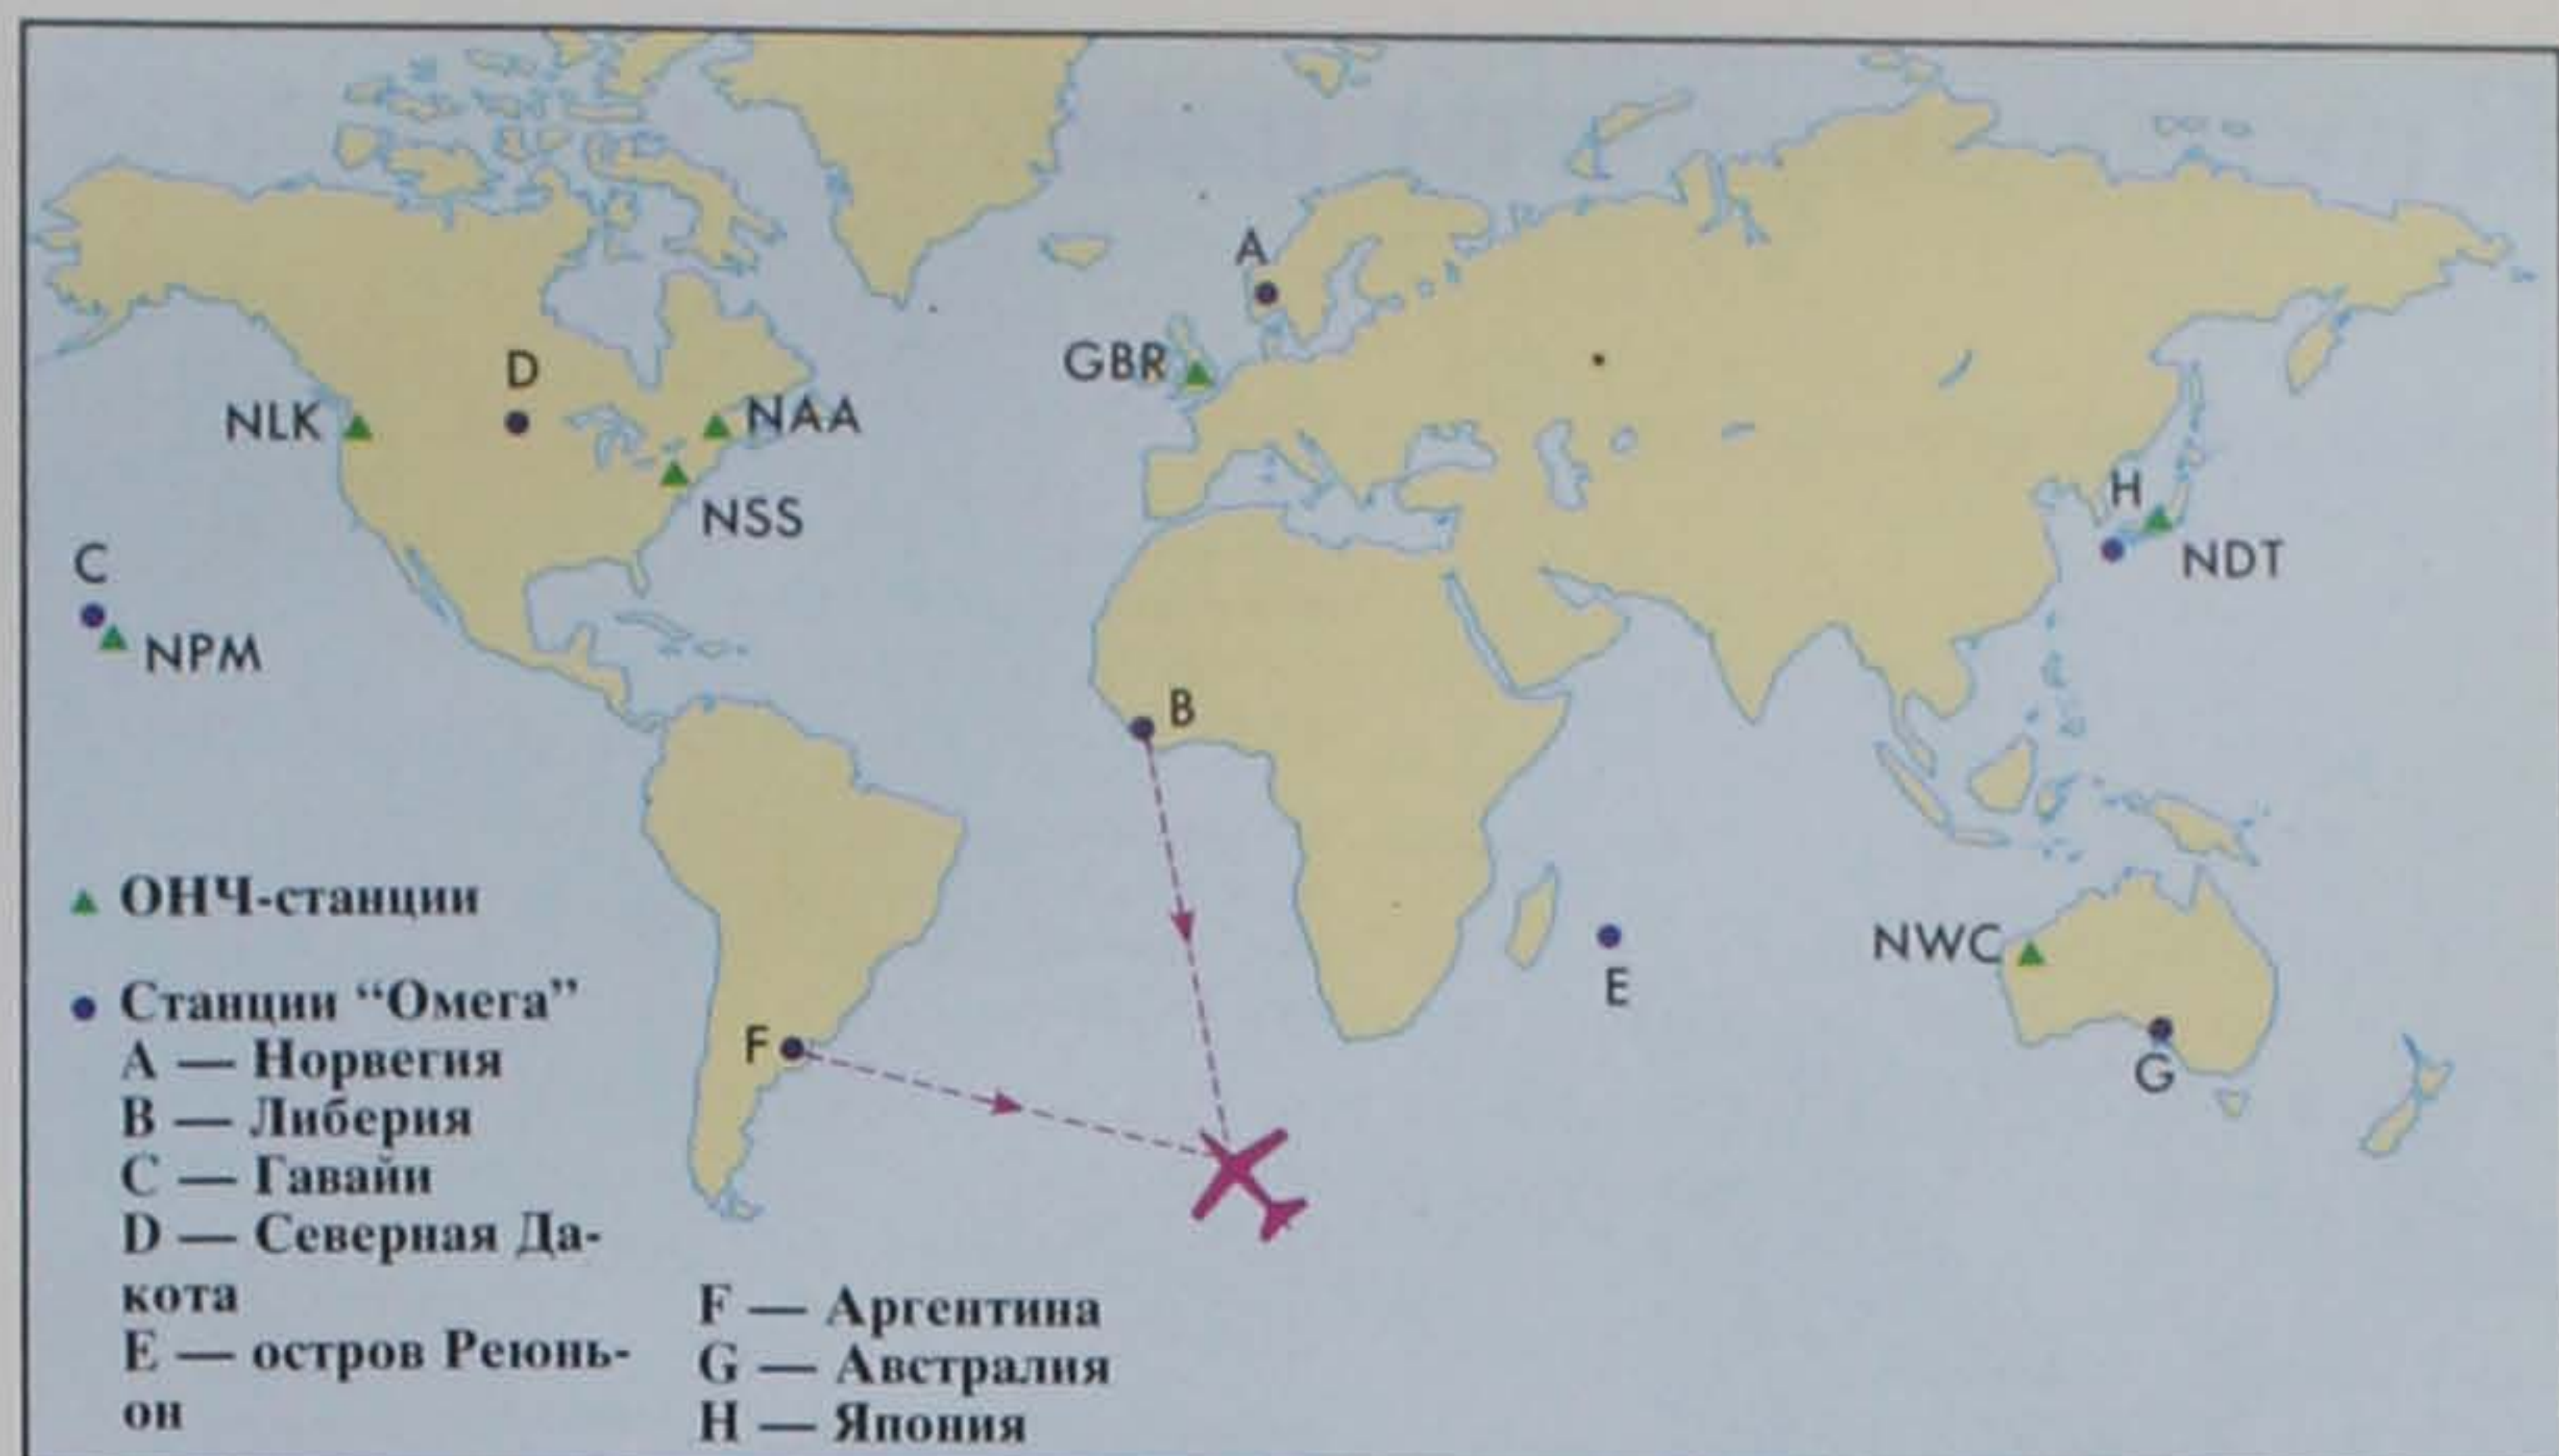 A
GBR
D
NLK
NAA
NSS
H
NDT
C
NPM
B
▲ ОНЧ-станции
NWC
E
● Станции “Омега”
A — Норвегия
B — Либерия
C — Гавайи
D — Северная Да-
кота
E — остров Реюнь-
он
F
G
F — Аргентина
G — Австралия
H — Япония